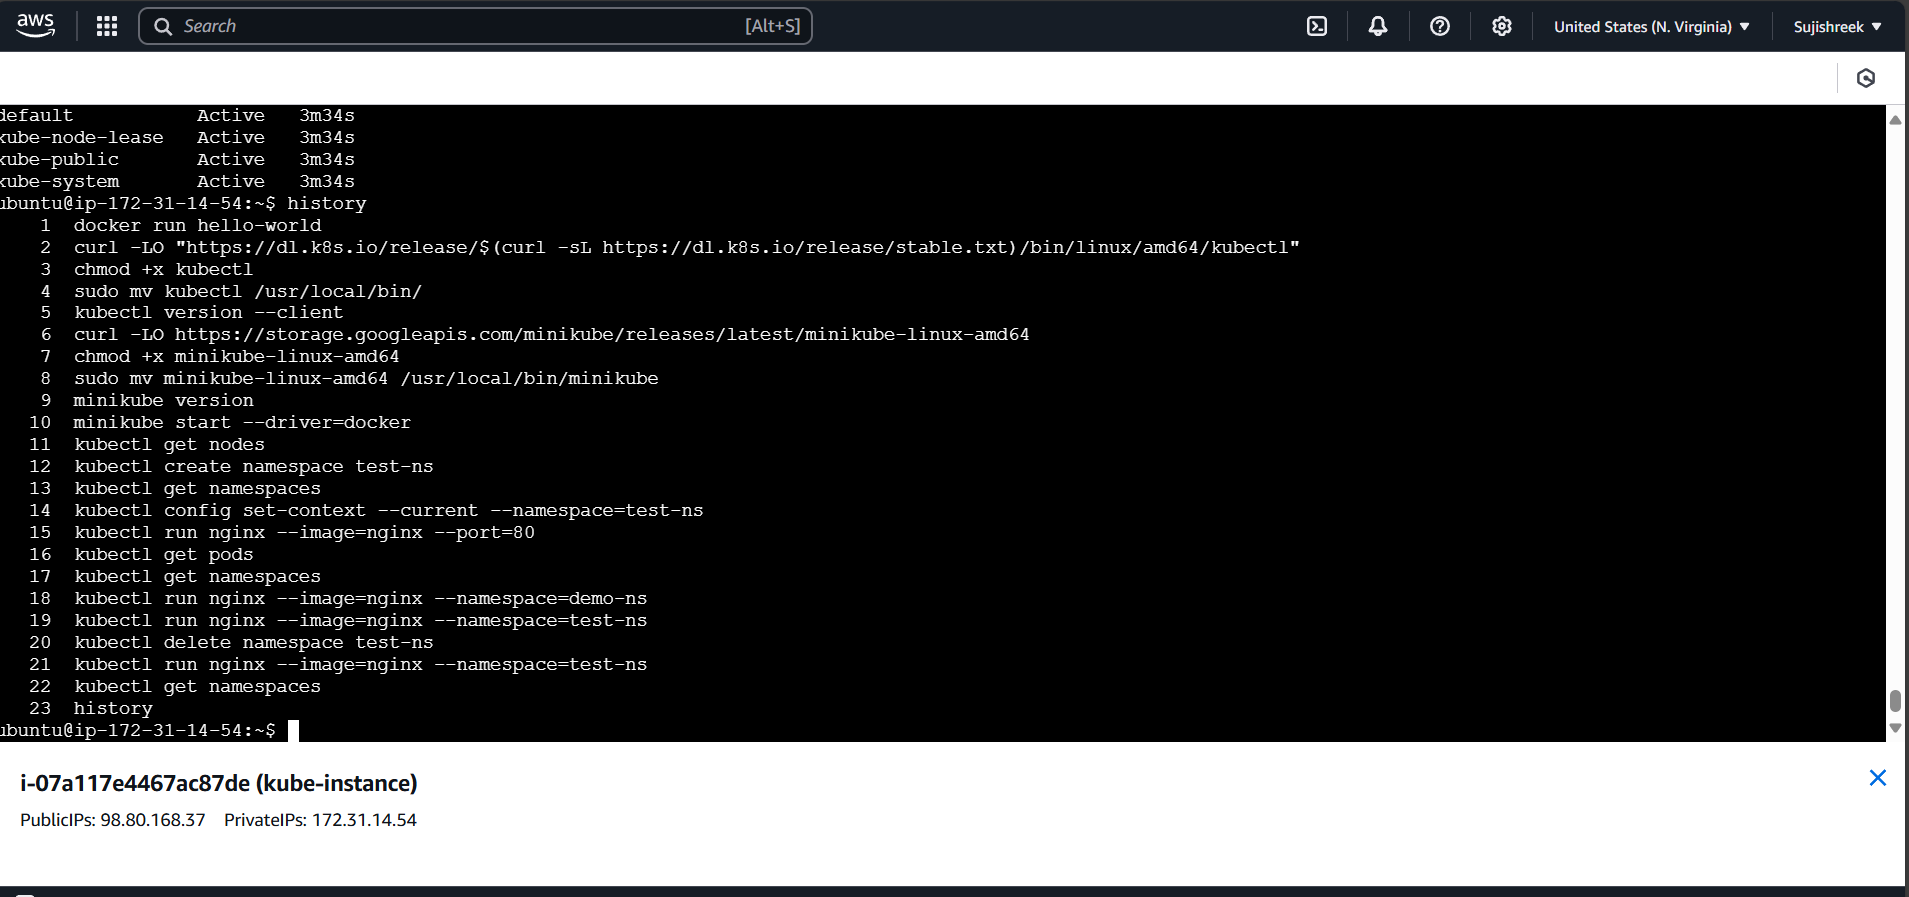 aws
Search [Alt+S]
United States (N. Virginia)
Sujishreek
default Active 3m34s
kube-node-lease Active 3m34s
kube-public Active 3m34s
kube-system Active 3m34s
ubuntu@ip-172-31-14-54:~$ history
1 docker run hello-world
2 curl -LO "https://dl.k8s.io/release/$(curl -sL https://dl.k8s.io/release/stable.txt)/bin/linux/amd64/kubectl"
3 chmod +x kubectl
4 sudo mv kubectl /usr/local/bin/
5 kubectl version --client
6 curl -LO https://storage.googleapis.com/minikube/releases/latest/minikube-linux-amd64
7 chmod +x minikube-linux-amd64
8 sudo mv minikube-linux-amd64 /usr/local/bin/minikube
9 minikube version
10 minikube start --driver=docker
11 kubectl get nodes
12 kubectl create namespace test-ns
13 kubectl get namespaces
14 kubectl config set-context --current --namespace=test-ns
15 kubectl run nginx --image=nginx --port=80
16 kubectl get pods
17 kubectl get namespaces
18 kubectl run nginx --image=nginx --namespace=demo-ns
19 kubectl run nginx --image=nginx --namespace=test-ns
20 kubectl delete namespace test-ns
21 kubectl run nginx --image=nginx --namespace=test-ns
22 kubectl get namespaces
23 history
ubuntu@ip-172-31-14-54:~$
i-07a117e4467ac87de (kube-instance)
PublicIPs: 98.80.168.37 PrivateIPs: 172.31.14.54